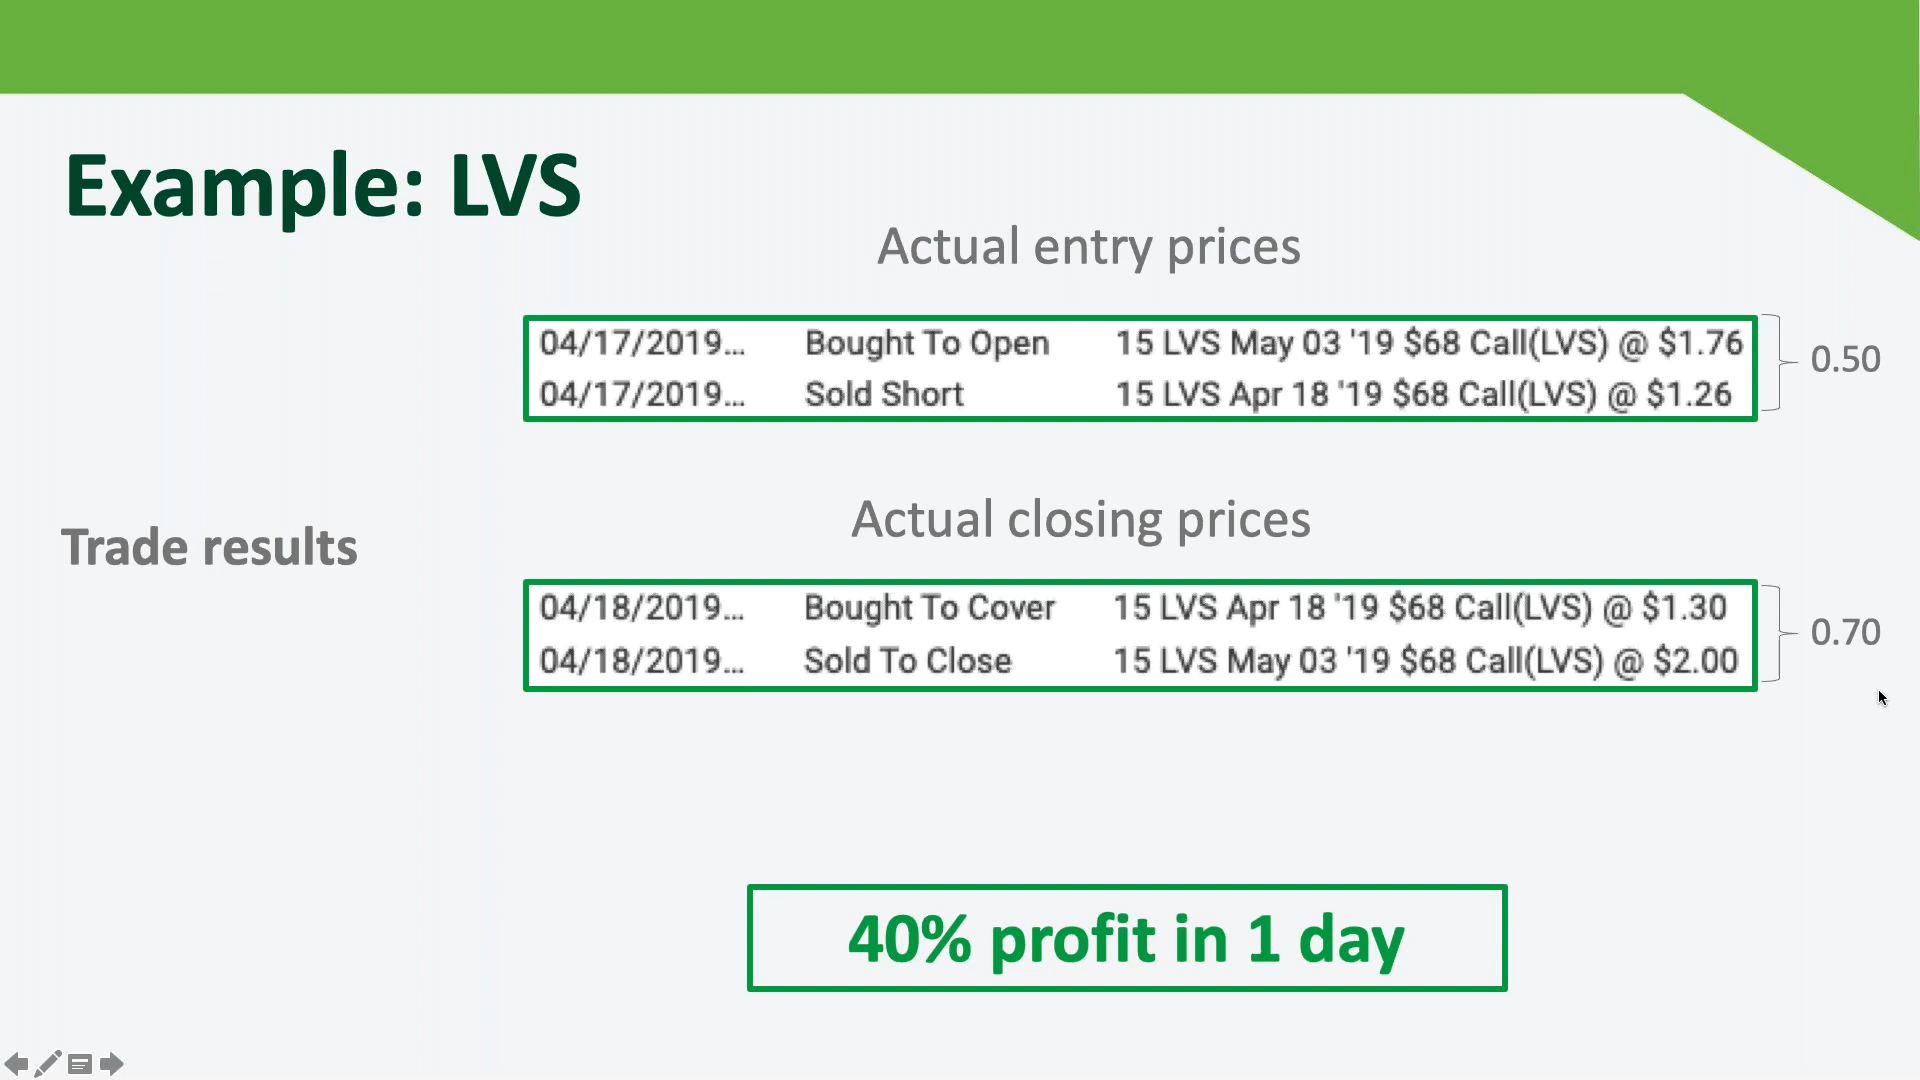 Example: LVS
Actual entry prices
04/17/2019... Bought To Open 15 LVS May 03 '19 $68 Call(LVS) @ $1.76
04/17/2019... Sold Short 15 LVS Apr 18 '19 $68 Call(LVS) @ $1.26
0.50
Actual closing prices
Trade results
04/18/2019... Bought To Cover 15 LVS Apr 18 '19 $68 Call(LVS) @ $1.30
04/18/2019... Sold To Close 15 LVS May 03 '19 $68 Call(LVS) @ $2.00
0.70
40% profit in 1 day